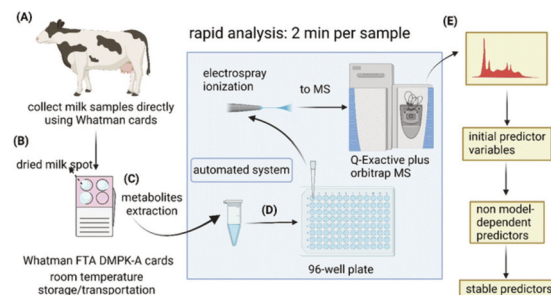 (A)
collect milk samples directly
using Whatman cards
(B)
dried milk spot
(C)
metabolites
extraction
Whatman FTA DMPK-A cards
room temperature
storage/transportation
rapid analysis: 2 min per sample
electrospray
ionization
to MS
Q-Exactive plus
orbitrap MS
automated system
(D)
96-well plate
(E)
initial predictor
variables
non model-
dependent
predictors
stable predictors